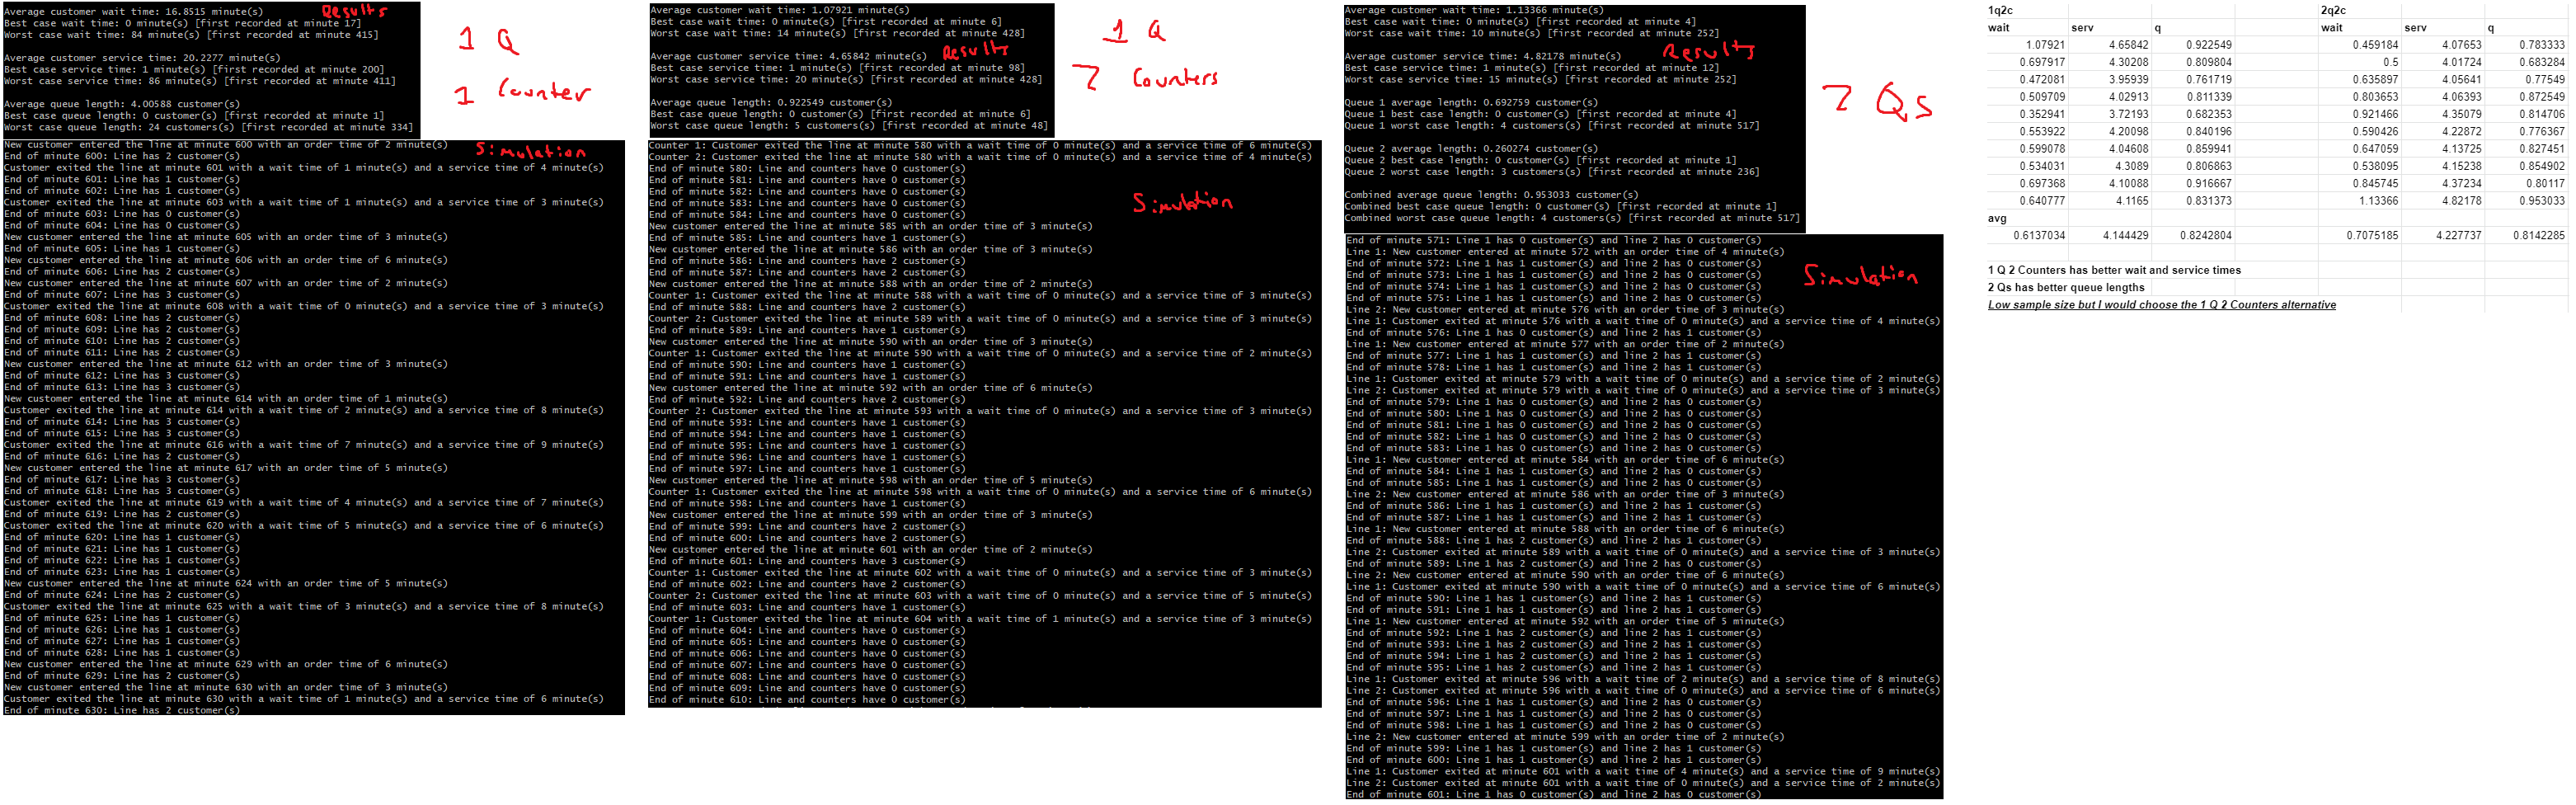 Average customer wait time: 16.8515 minute(s)
Best case wait time: 0 minute(s) [first recorded at minute 17]
Worst case wait time: 84 minute(s) [first recorded at minute 415]
Average customer service time: 20.2277 minute(s)
Best case service time: 1 minute(s) [first recorded at minute 200]
Worst case service time: 86 minute(s) [first recorded at minute 411]
Average queue length: 4.00588 customer(s)
Best case queue length: 0 customer(s) [first recorded at minute 1]
Worst case queue length: 24 customers(s) [first recorded at minute 334]
Results
1 Q
1 Counter
New customer entered the line at minute 600 with an order time of 2 minute(s)
Simulation
End of minute 600: Line has 2 customer(s)
Customer exited the line at minute 601 with a wait time of 1 minute(s) and a service time of 4 minute(s)
End of minute 601: Line has 1 customer(s)
End of minute 602: Line has 1 customer(s)
Customer exited the line at minute 603 with a wait time of 1 minute(s) and a service time of 3 minute(s)
End of minute 603: Line has 0 customer(s)
End of minute 604: Line has 0 customer(s)
New customer entered the line at minute 605 with an order time of 3 minute(s)
End of minute 605: Line has 1 customer(s)
New customer entered the line at minute 606 with an order time of 6 minute(s)
End of minute 606: Line has 2 customer(s)
New customer entered the line at minute 607 with an order time of 2 minute(s)
End of minute 607: Line has 3 customer(s)
Customer exited the line at minute 608 with a wait time of 0 minute(s) and a service time of 3 minute(s)
End of minute 608: Line has 2 customer(s)
End of minute 609: Line has 2 customer(s)
End of minute 610: Line has 2 customer(s)
End of minute 611: Line has 2 customer(s)
New customer entered the line at minute 612 with an order time of 3 minute(s)
End of minute 612: Line has 3 customer(s)
End of minute 613: Line has 3 customer(s)
New customer entered the line at minute 614 with an order time of 1 minute(s)
Customer exited the line at minute 614 with a wait time of 2 minute(s) and a service time of 8 minute(s)
End of minute 614: Line has 3 customer(s)
End of minute 615: Line has 3 customer(s)
Customer exited the line at minute 616 with a wait time of 7 minute(s) and a service time of 9 minute(s)
End of minute 616: Line has 2 customer(s)
New customer entered the line at minute 617 with an order time of 5 minute(s)
End of minute 617: Line has 3 customer(s)
End of minute 618: Line has 3 customer(s)
Customer exited the line at minute 619 with a wait time of 4 minute(s) and a service time of 7 minute(s)
End of minute 619: Line has 2 customer(s)
Customer exited the line at minute 620 with a wait time of 5 minute(s) and a service time of 6 minute(s)
End of minute 620: Line has 1 customer(s)
End of minute 621: Line has 1 customer(s)
End of minute 622: Line has 1 customer(s)
End of minute 623: Line has 1 customer(s)
New customer entered the line at minute 624 with an order time of 5 minute(s)
End of minute 624: Line has 2 customer(s)
Customer exited the line at minute 625 with a wait time of 3 minute(s) and a service time of 8 minute(s)
End of minute 625: Line has 1 customer(s)
End of minute 626: Line has 1 customer(s)
End of minute 627: Line has 1 customer(s)
End of minute 628: Line has 1 customer(s)
New customer entered the line at minute 629 with an order time of 6 minute(s)
End of minute 629: Line has 2 customer(s)
New customer entered the line at minute 630 with an order time of 3 minute(s)
Customer exited the line at minute 630 with a wait time of 1 minute(s) and a service time of 6 minute(s)
End of minute 630: Line has 2 customer(s)
Average customer wait time: 1.07921 minute(s)
Best case wait time: 0 minute(s) [first recorded at minute 6]
Worst case wait time: 14 minute(s) [first recorded at minute 428]
Average customer service time: 4.65842 minute(s)
Best case service time: 1 minute(s) [first recorded at minute 98]
Worst case service time: 20 minute(s) [first recorded at minute 428]
Average queue length: 0.922549 customer(s)
Best case queue length: 0 customer(s) [first recorded at minute 6]
Worst case queue length: 5 customers(s) [first recorded at minute 48]
Results
1 Q
2 Counters
Counter 1: Customer exited the line at minute 580 with a wait time of 0 minute(s) and a service time of 6 minute(s)
Counter 2: Customer exited the line at minute 580 with a wait time of 0 minute(s) and a service time of 4 minute(s)
End of minute 580: Line and counters have 0 customer(s)
End of minute 581: Line and counters have 0 customer(s)
End of minute 582: Line and counters have 0 customer(s)
End of minute 583: Line and counters have 0 customer(s)
End of minute 584: Line and counters have 0 customer(s)
Simulation
New customer entered the line at minute 585 with an order time of 3 minute(s)
End of minute 585: Line and counters have 1 customer(s)
New customer entered the line at minute 586 with an order time of 3 minute(s)
End of minute 586: Line and counters have 2 customer(s)
End of minute 587: Line and counters have 2 customer(s)
New customer entered the line at minute 588 with an order time of 2 minute(s)
Counter 1: Customer exited the line at minute 588 with a wait time of 0 minute(s) and a service time of 3 minute(s)
End of minute 588: Line and counters have 2 customer(s)
Counter 2: Customer exited the line at minute 589 with a wait time of 0 minute(s) and a service time of 3 minute(s)
End of minute 589: Line and counters have 1 customer(s)
New customer entered the line at minute 590 with an order time of 3 minute(s)
Counter 1: Customer exited the line at minute 590 with a wait time of 0 minute(s) and a service time of 2 minute(s)
End of minute 590: Line and counters have 1 customer(s)
End of minute 591: Line and counters have 1 customer(s)
New customer entered the line at minute 592 with an order time of 6 minute(s)
End of minute 592: Line and counters have 2 customer(s)
Counter 2: Customer exited the line at minute 593 with a wait time of 0 minute(s) and a service time of 3 minute(s)
End of minute 593: Line and counters have 1 customer(s)
End of minute 594: Line and counters have 1 customer(s)
End of minute 595: Line and counters have 1 customer(s)
End of minute 596: Line and counters have 1 customer(s)
End of minute 597: Line and counters have 1 customer(s)
New customer entered the line at minute 598 with an order time of 5 minute(s)
Counter 1: Customer exited the line at minute 598 with a wait time of 0 minute(s) and a service time of 6 minute(s)
End of minute 598: Line and counters have 1 customer(s)
New customer entered the line at minute 599 with an order time of 3 minute(s)
End of minute 599: Line and counters have 2 customer(s)
End of minute 600: Line and counters have 2 customer(s)
New customer entered the line at minute 601 with an order time of 2 minute(s)
End of minute 601: Line and counters have 3 customer(s)
Counter 1: Customer exited the line at minute 602 with a wait time of 0 minute(s) and a service time of 3 minute(s)
End of minute 602: Line and counters have 2 customer(s)
Counter 2: Customer exited the line at minute 603 with a wait time of 0 minute(s) and a service time of 5 minute(s)
End of minute 603: Line and counters have 1 customer(s)
Counter 1: Customer exited the line at minute 604 with a wait time of 1 minute(s) and a service time of 3 minute(s)
End of minute 604: Line and counters have 0 customer(s)
End of minute 605: Line and counters have 0 customer(s)
End of minute 606: Line and counters have 0 customer(s)
End of minute 607: Line and counters have 0 customer(s)
End of minute 608: Line and counters have 0 customer(s)
End of minute 609: Line and counters have 0 customer(s)
End of minute 610: Line and counters have 0 customer(s)
Average customer wait time: 1.13366 minute(s)
Best case wait time: 0 minute(s) [first recorded at minute 4]
Worst case wait time: 10 minute(s) [first recorded at minute 252]
Average customer service time: 4.82178 minute(s)
Best case service time: 1 minute(s) [first recorded at minute 12]
Worst case service time: 15 minute(s) [first recorded at minute 252]
Queue 1 average length: 0.692759 customer(s)
Queue 1 best case length: 0 customer(s) [first recorded at minute 4]
Queue 1 worst case length: 4 customers(s) [first recorded at minute 517]
Queue 2 average length: 0.260274 customer(s)
Queue 2 best case length: 0 customer(s) [first recorded at minute 1]
Queue 2 worst case length: 3 customers(s) [first recorded at minute 236]
Combined average queue length: 0.953033 customer(s)
Combined best case queue length: 0 customer(s) [first recorded at minute 1]
Combined worst case queue length: 4 customers(s) [first recorded at minute 517]
Results
2 Qs
End of minute 571: Line 1 has 0 customer(s) and line 2 has 0 customer(s)
Line 1: New customer entered at minute 572 with an order time of 4 minute(s)
End of minute 572: Line 1 has 1 customer(s) and line 2 has 0 customer(s)
End of minute 573: Line 1 has 1 customer(s) and line 2 has 0 customer(s)
End of minute 574: Line 1 has 1 customer(s) and line 2 has 0 customer(s)
End of minute 575: Line 1 has 1 customer(s) and line 2 has 0 customer(s)
Simulation
Line 2: New customer entered at minute 576 with an order time of 3 minute(s)
Line 1: Customer exited at minute 576 with a wait time of 0 minute(s) and a service time of 4 minute(s)
End of minute 576: Line 1 has 0 customer(s) and line 2 has 1 customer(s)
Line 1: New customer entered at minute 577 with an order time of 2 minute(s)
End of minute 577: Line 1 has 1 customer(s) and line 2 has 1 customer(s)
End of minute 578: Line 1 has 1 customer(s) and line 2 has 1 customer(s)
Line 1: Customer exited at minute 579 with a wait time of 0 minute(s) and a service time of 2 minute(s)
Line 2: Customer exited at minute 579 with a wait time of 0 minute(s) and a service time of 3 minute(s)
End of minute 579: Line 1 has 0 customer(s) and line 2 has 0 customer(s)
End of minute 580: Line 1 has 0 customer(s) and line 2 has 0 customer(s)
End of minute 581: Line 1 has 0 customer(s) and line 2 has 0 customer(s)
End of minute 582: Line 1 has 0 customer(s) and line 2 has 0 customer(s)
End of minute 583: Line 1 has 0 customer(s) and line 2 has 0 customer(s)
Line 1: New customer entered at minute 584 with an order time of 6 minute(s)
End of minute 584: Line 1 has 1 customer(s) and line 2 has 0 customer(s)
End of minute 585: Line 1 has 1 customer(s) and line 2 has 0 customer(s)
Line 2: New customer entered at minute 586 with an order time of 3 minute(s)
End of minute 586: Line 1 has 1 customer(s) and line 2 has 1 customer(s)
End of minute 587: Line 1 has 1 customer(s) and line 2 has 1 customer(s)
Line 1: New customer entered at minute 588 with an order time of 6 minute(s)
End of minute 588: Line 1 has 2 customer(s) and line 2 has 1 customer(s)
Line 2: Customer exited at minute 589 with a wait time of 0 minute(s) and a service time of 3 minute(s)
End of minute 589: Line 1 has 2 customer(s) and line 2 has 0 customer(s)
Line 2: New customer entered at minute 590 with an order time of 6 minute(s)
Line 1: Customer exited at minute 590 with a wait time of 0 minute(s) and a service time of 6 minute(s)
End of minute 590: Line 1 has 1 customer(s) and line 2 has 1 customer(s)
End of minute 591: Line 1 has 1 customer(s) and line 2 has 1 customer(s)
Line 1: New customer entered at minute 592 with an order time of 5 minute(s)
End of minute 592: Line 1 has 2 customer(s) and line 2 has 1 customer(s)
End of minute 593: Line 1 has 2 customer(s) and line 2 has 1 customer(s)
End of minute 594: Line 1 has 2 customer(s) and line 2 has 1 customer(s)
End of minute 595: Line 1 has 2 customer(s) and line 2 has 1 customer(s)
Line 1: Customer exited at minute 596 with a wait time of 2 minute(s) and a service time of 8 minute(s)
Line 2: Customer exited at minute 596 with a wait time of 0 minute(s) and a service time of 6 minute(s)
End of minute 596: Line 1 has 1 customer(s) and line 2 has 0 customer(s)
End of minute 597: Line 1 has 1 customer(s) and line 2 has 0 customer(s)
End of minute 598: Line 1 has 1 customer(s) and line 2 has 0 customer(s)
Line 2: New customer entered at minute 599 with an order time of 2 minute(s)
End of minute 599: Line 1 has 1 customer(s) and line 2 has 1 customer(s)
End of minute 600: Line 1 has 1 customer(s) and line 2 has 1 customer(s)
Line 1: Customer exited at minute 601 with a wait time of 4 minute(s) and a service time of 9 minute(s)
Line 2: Customer exited at minute 601 with a wait time of 0 minute(s) and a service time of 2 minute(s)
End of minute 601: Line 1 has 0 customer(s) and line 2 has 0 customer(s)
1q2c 2q2c
wait serv q wait serv q
1.07921 4.65842 0.922549 0.459184 4.07653 0.783333
0.697917 4.30208 0.809804 0.5 4.01724 0.683284
0.472081 3.95939 0.761719 0.635897 4.05641 0.77549
0.509709 4.02913 0.811339 0.803653 4.06393 0.872549
0.352941 3.72193 0.682353 0.921466 4.35079 0.814706
0.553922 4.20098 0.840196 0.590426 4.22872 0.776367
0.599078 4.04608 0.859941 0.647059 4.13725 0.827451
0.534031 4.3089 0.806863 0.538095 4.15238 0.854902
0.697368 4.10088 0.916667 0.845745 4.37234 0.80117
0.640777 4.1165 0.831373 1.13366 4.82178 0.953033
avg
0.6137034 4.144429 0.8242804 0.7075185 4.227737 0.8142285
1 Q 2 Counters has better wait and service times
2 Qs has better queue lengths
Low sample size but I would choose the 1 Q 2 Counters alternative